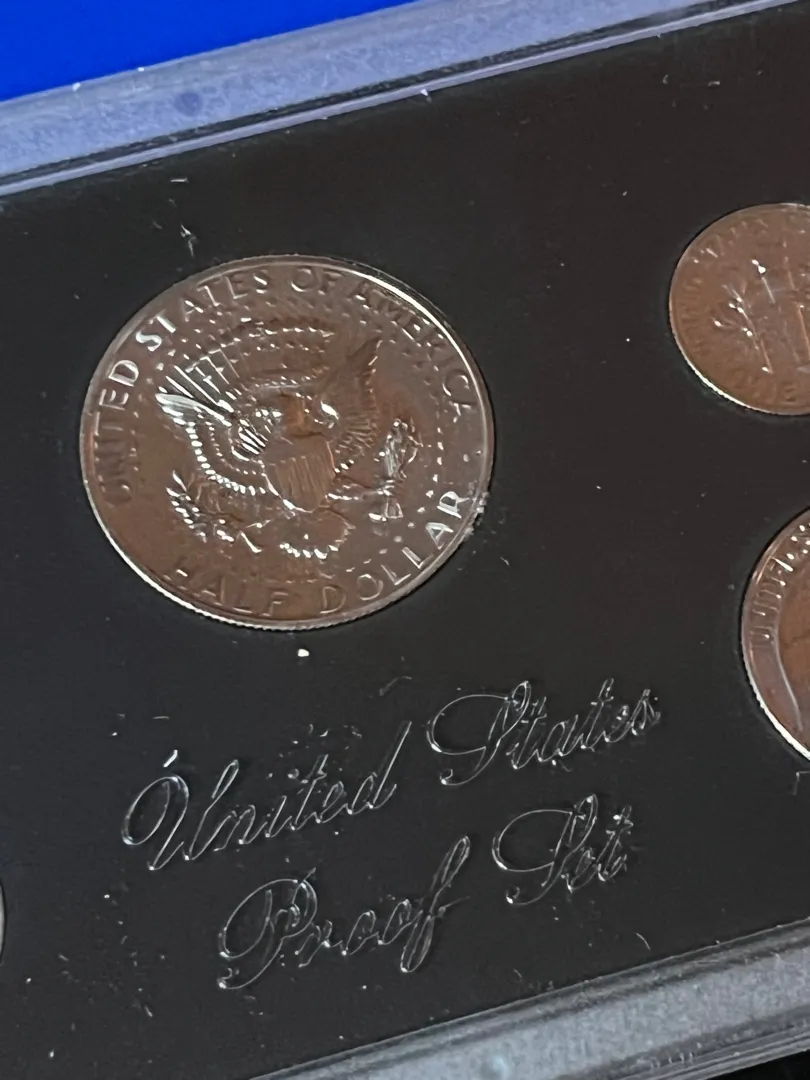 UNITED STATES OF AMERICA
HALF DOLLAR
United States
Proof Set